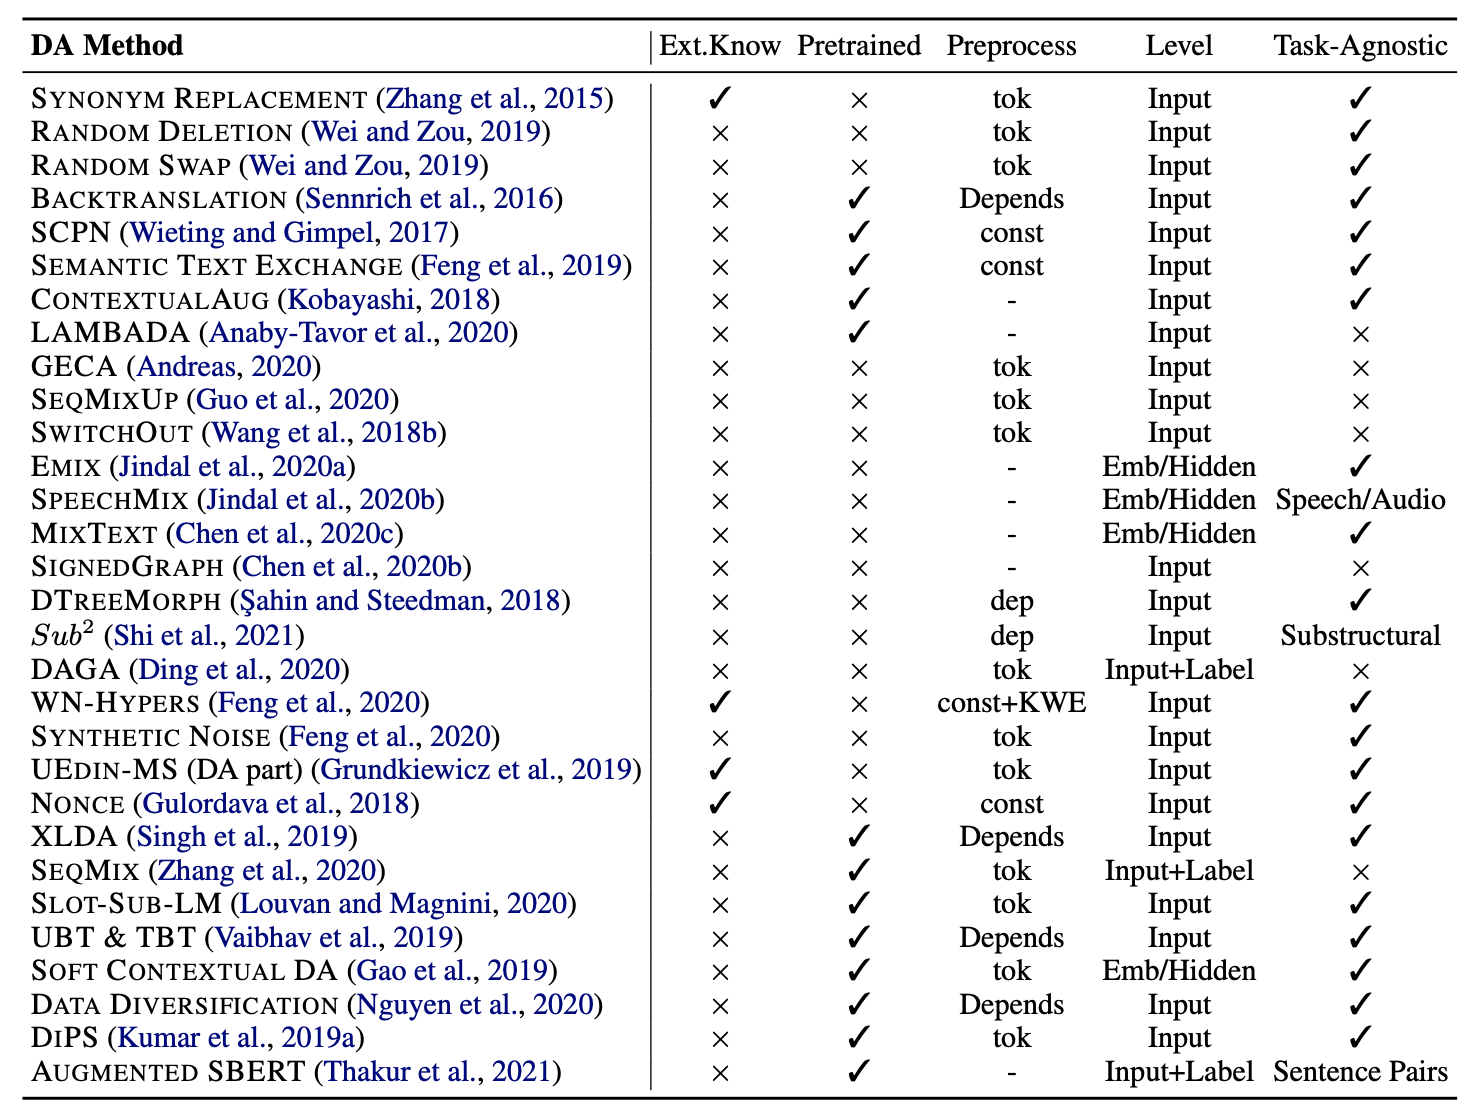 DA Method Ext.Know Pretrained Preprocess Level Task-Agnostic
SYNONYM REPLACEMENT (Zhang et al., 2015) ✓ × tok Input ✓
RANDOM DELETION (Wei and Zou, 2019) × × tok Input ✓
RANDOM SWAP (Wei and Zou, 2019) × × tok Input ✓
BACKTRANSLATION (Sennrich et al., 2016) × ✓ Depends Input ✓
SCPN (Wieting and Gimpel, 2017) × ✓ const Input ✓
SEMANTIC TEXT EXCHANGE (Feng et al., 2019) × ✓ const Input ✓
CONTEXTUALAUG (Kobayashi, 2018) × ✓ - Input ✓
LAMBADA (Anaby-Tavor et al., 2020) × ✓ - Input ×
GECA (Andreas, 2020) × × tok Input ×
SEQMIXUP (Guo et al., 2020) × × tok Input ×
SWITCHOUT (Wang et al., 2018b) × × tok Input ×
EMIX (Jindal et al., 2020a) × × - Emb/Hidden ✓
SPEECHMIX (Jindal et al., 2020b) × × - Emb/Hidden Speech/Audio
MIXTEXT (Chen et al., 2020c) × × - Emb/Hidden ✓
SIGNEDGRAPH (Chen et al., 2020b) × × - Input ×
DTREEMORPH (Şahin and Steedman, 2018) × × dep Input ✓
Sub² (Shi et al., 2021) × × dep Input Substructural
DAGA (Ding et al., 2020) × × tok Input+Label ×
WN-HYPERS (Feng et al., 2020) ✓ × const+KWE Input ✓
SYNTHETIC NOISE (Feng et al., 2020) × × tok Input ✓
UEDIN-MS (DA part) (Grundkiewicz et al., 2019) ✓ × tok Input ✓
NONCE (Gulordava et al., 2018) ✓ × const Input ✓
XLDA (Singh et al., 2019) × ✓ Depends Input ✓
SEQMIX (Zhang et al., 2020) × ✓ tok Input+Label ×
SLOT-SUB-LM (Louvan and Magnini, 2020) × ✓ tok Input ✓
UBT & TBT (Vaibhav et al., 2019) × ✓ Depends Input ✓
SOFT CONTEXTUAL DA (Gao et al., 2019) × ✓ tok Emb/Hidden ✓
DATA DIVERSIFICATION (Nguyen et al., 2020) × ✓ Depends Input ✓
DIPS (Kumar et al., 2019a) × ✓ tok Input ✓
AUGMENTED SBERT (Thakur et al., 2021) × ✓ - Input+Label Sentence Pairs